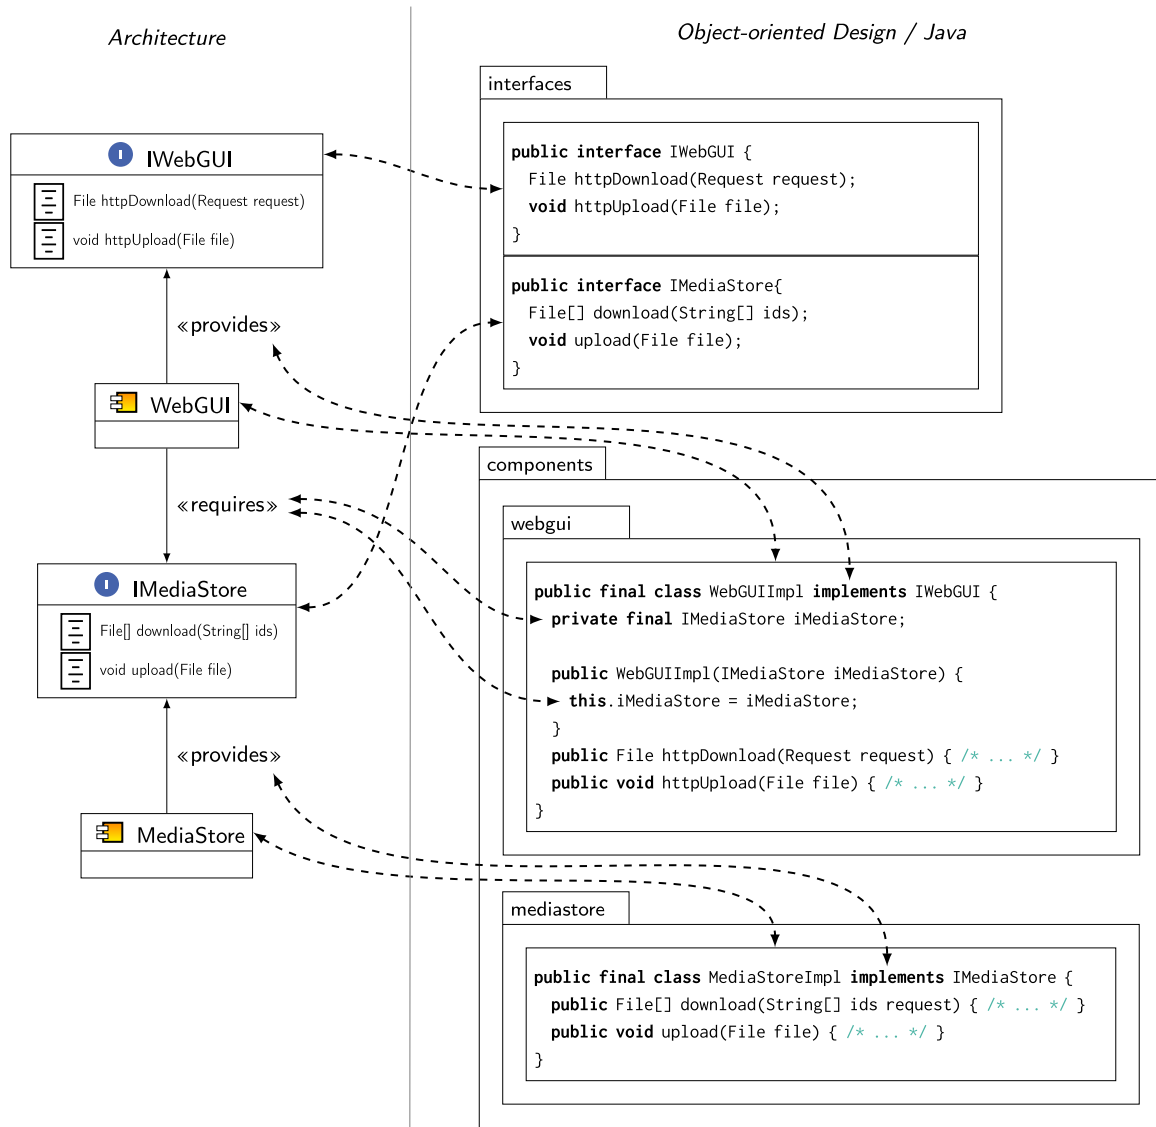 Architecture
I IWebGUI
File httpDownload(Request request)
void httpUpload(File file)
«provides»
WebGUI
«requires»
I IMediaStore
File[] download(String[] ids)
void upload(File file)
«provides»
MediaStore
Object-oriented Design / Java
interfaces
public interface IWebGUI {
File httpDownload(Request request);
void httpUpload(File file);
}
public interface IMediaStore{
File[] download(String[] ids);
void upload(File file);
}
components
webgui
public final class WebGUIImpl implements IWebGUI {
private final IMediaStore iMediaStore;
public WebGUIImpl(IMediaStore iMediaStore) {
this.iMediaStore = iMediaStore;
}
public File httpDownload(Request request) { /* ... */ }
public void httpUpload(File file) { /* ... */ }
}
mediastore
public final class MediaStoreImpl implements IMediaStore {
public File[] download(String[] ids request) { /* ... */ }
public void upload(File file) { /* ... */ }
}